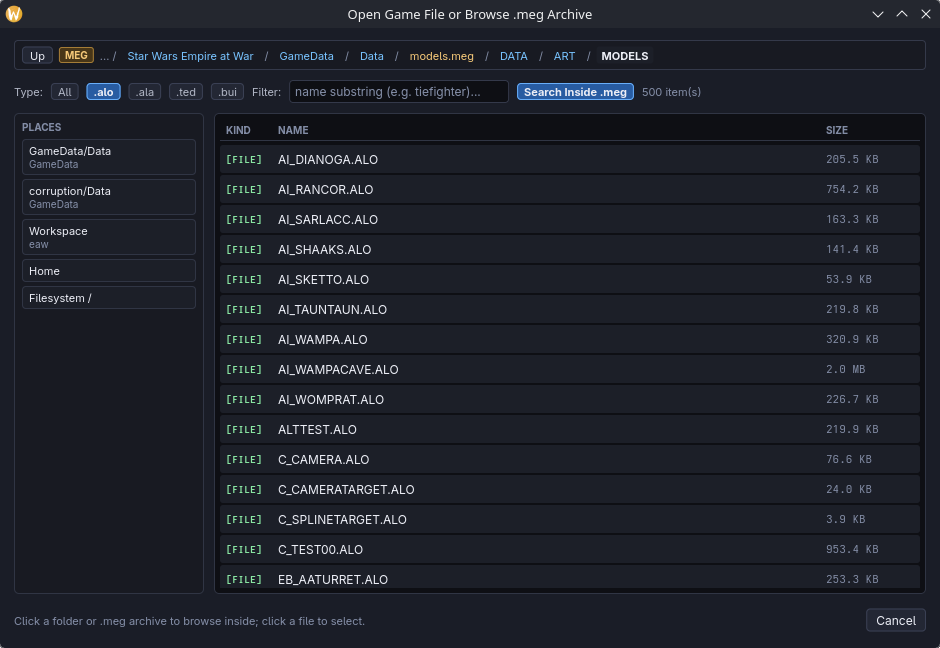 W Open Game File or Browse .meg Archive
Up MEG ... / Star Wars Empire at War / GameData / Data / models.meg / DATA / ART / MODELS
Type: All .alo .ala .ted .bui Filter: name substring (e.g. tiefighter)... Search Inside .meg 500 item(s)
PLACES
GameData/Data
GameData
corruption/Data
GameData
Workspace
eaw
Home
Filesystem /
KIND NAME SIZE
[FILE] AI_DIANOGA.ALO 205.5 KB
[FILE] AI_RANCOR.ALO 754.2 KB
[FILE] AI_SARLACC.ALO 163.3 KB
[FILE] AI_SHAAKS.ALO 141.4 KB
[FILE] AI_SKETTO.ALO 53.9 KB
[FILE] AI_TAUNTAUN.ALO 219.8 KB
[FILE] AI_WAMPA.ALO 320.9 KB
[FILE] AI_WAMPACAVE.ALO 2.0 MB
[FILE] AI_WOMPRAT.ALO 226.7 KB
[FILE] ALTTEST.ALO 219.9 KB
[FILE] C_CAMERA.ALO 76.6 KB
[FILE] C_CAMERATARGET.ALO 24.0 KB
[FILE] C_SPLINETARGET.ALO 3.9 KB
[FILE] C_TEST00.ALO 953.4 KB
[FILE] EB_AATURRET.ALO 253.3 KB
Click a folder or .meg archive to browse inside; click a file to select.
Cancel